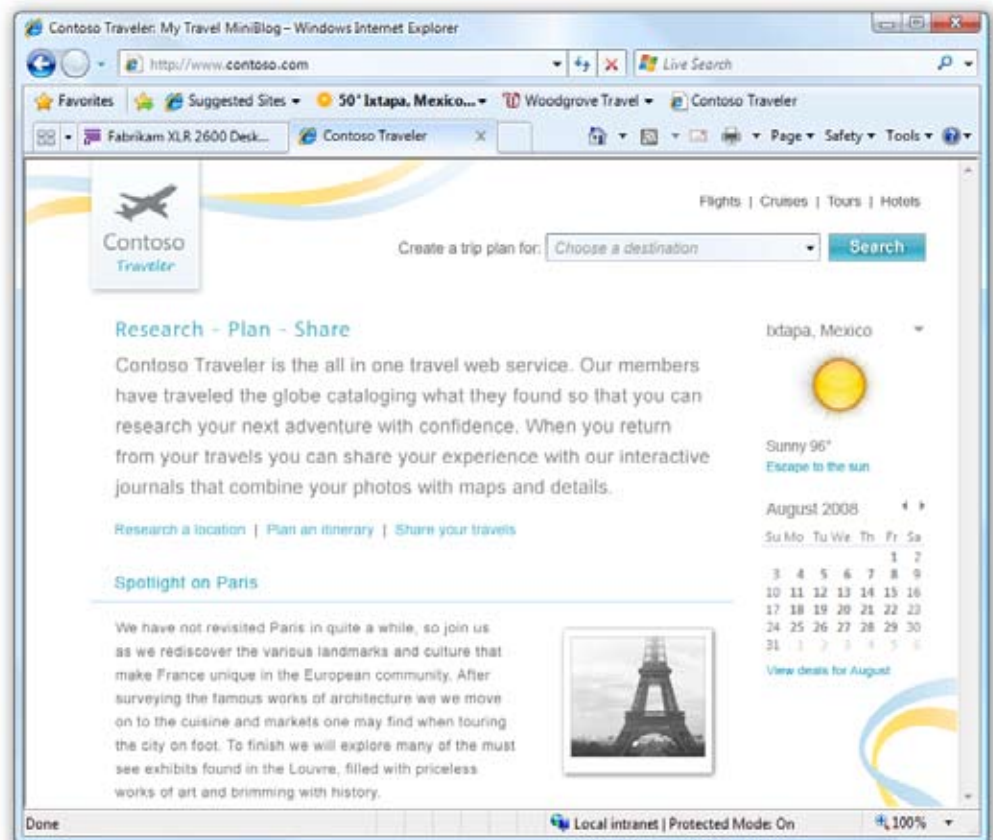 Contoso Traveler: My Travel MiniBlog – Windows Internet Explorer
http://www.contoso.com
Live Search
Favorites Suggested Sites 50° Ixtapa, Mexico... Woodgrove Travel Contoso Traveler
Fabrikam XLR 2600 Desk... Contoso Traveler X Page Safety Tools
Flights | Cruises | Tours | Hotels
Contoso
Traveler
Create a trip plan for: Choose a destination Search
Research - Plan - Share
Contoso Traveler is the all in one travel web service. Our members
have traveled the globe cataloging what they found so that you can
research your next adventure with confidence. When you return
from your travels you can share your experience with our interactive
journals that combine your photos with maps and details.
Research a location | Plan an itinerary | Share your travels
Spotlight on Paris
We have not revisited Paris in quite a while, so join us
as we rediscover the various landmarks and culture that
make France unique in the European community. After
surveying the famous works of architecture we we move
on to the cuisine and markets one may find when touring
the city on foot. To finish we will explore many of the must
see exhibits found in the Louvre, filled with priceless
works of art and brimming with history.
Ixtapa, Mexico
Sunny 96°
Escape to the sun
August 2008
Su Mo Tu We Th Fr Sa
1 2
3 4 5 6 7 8 9
10 11 12 13 14 15 16
17 18 19 20 21 22 23
24 25 26 27 28 29 30
31 1 2 3 4 5 6
View deals for August
Done Local intranet | Protected Mode: On 100%